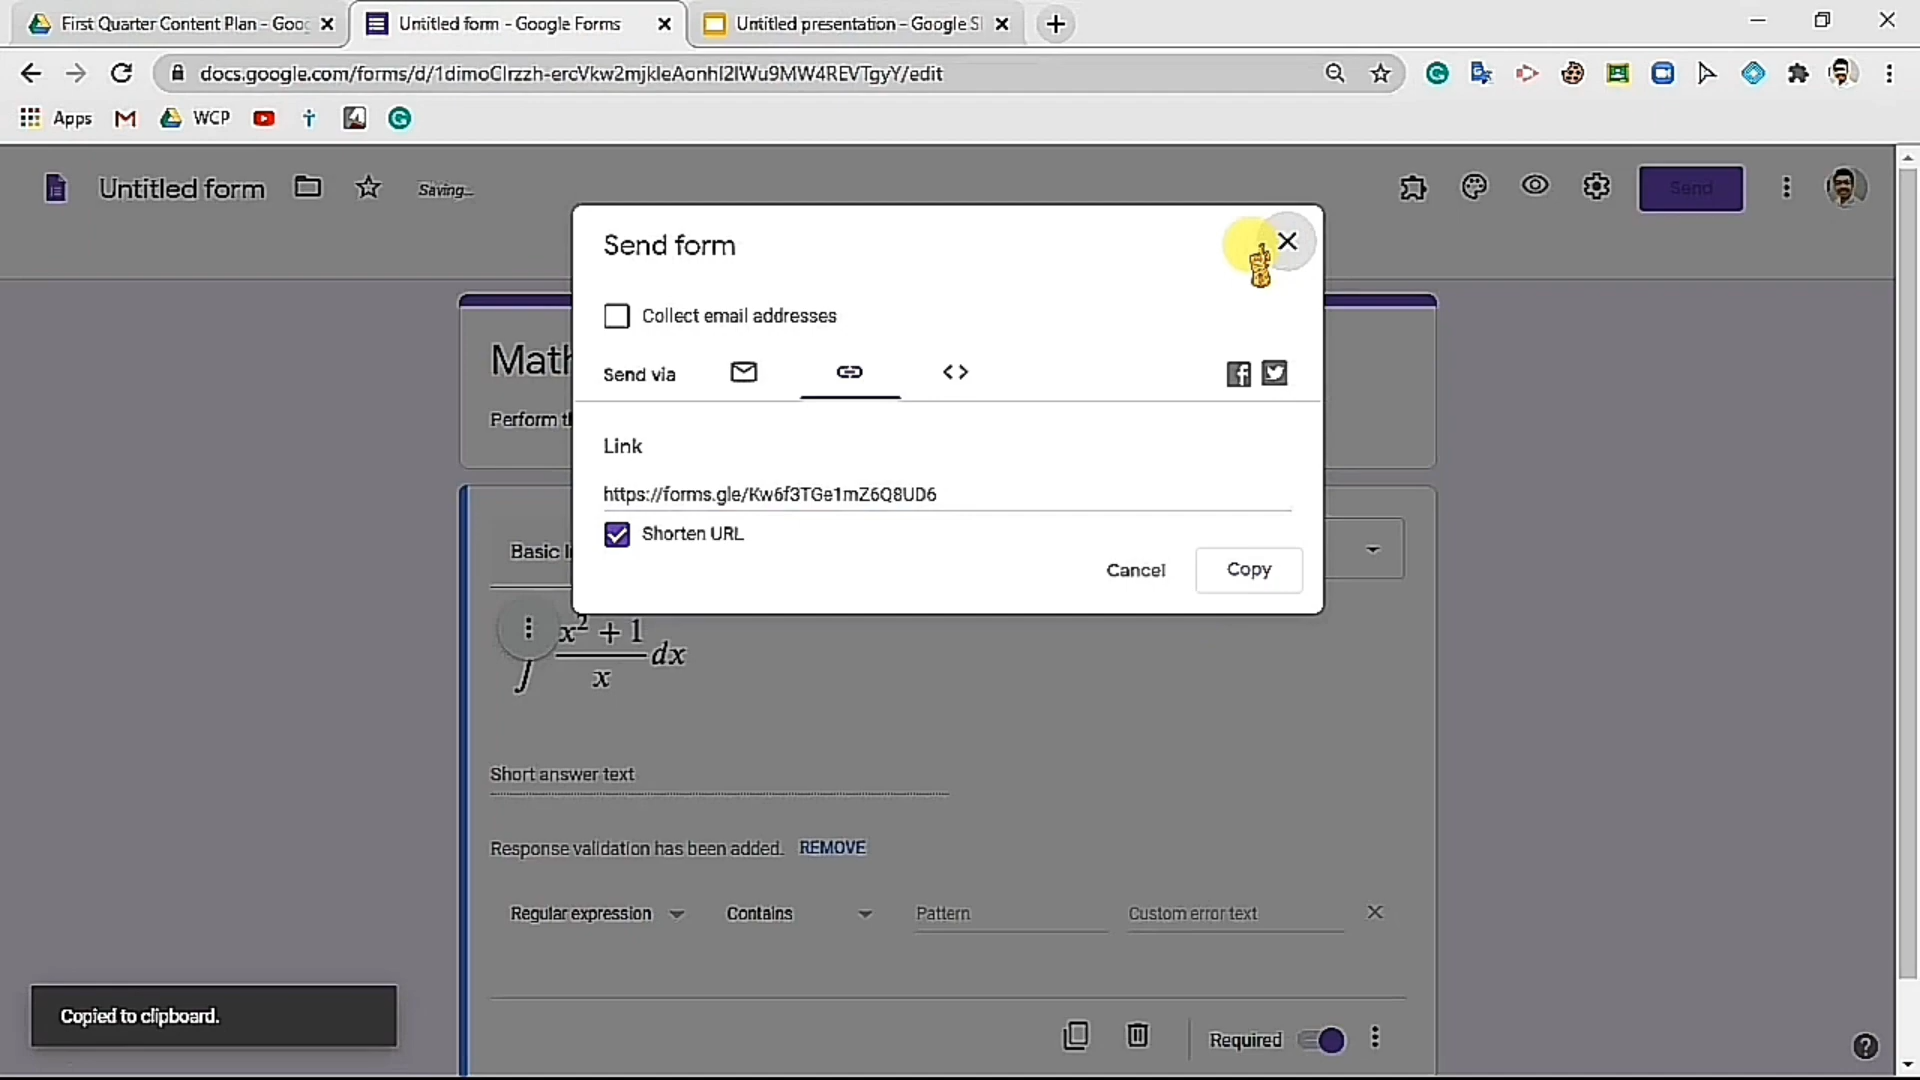 First Quarter Content Plan - Goog
Untitled form - Google Forms
Untitled presentation - Google Sl
docs.google.com/forms/d/1dimoClrzzh-ercVkw2mjkleAonhl2lWu9MW4REVTgyY/edit
Apps
WCP
Untitled form
Saving...
Send
Send form
Collect email addresses
Math
Send via
Perform th
Link
https://forms.gle/Kw6f3TGe1mZ6Q8UD6
Shorten URL
Basic I
Cancel
Copy
∫ x² + 1 / x dx
Short answer text
Response validation has been added. REMOVE
Regular expression
Contains
Pattern
Custom error text
Copied to clipboard.
Required